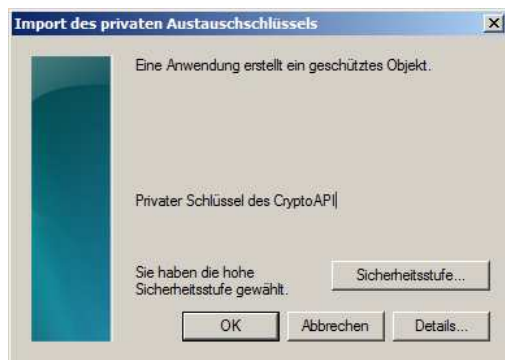 Import des privaten Austauschschlüssels
Eine Anwendung erstellt ein geschütztes Objekt.
Privater Schlüssel des CryptoAPI
Sie haben die hohe
Sicherheitsstufe gewählt.
Sicherheitsstufe...
OK
Abbrechen
Details...